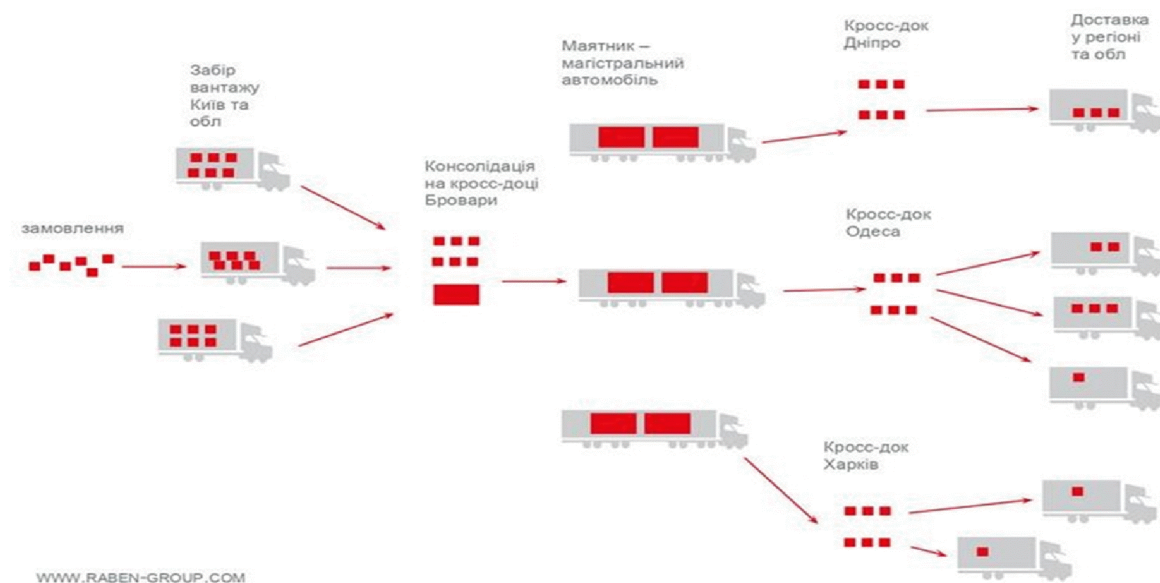 замовлення
Забір
вантажу
Київ та
обл
Консолідація
на кросс-доці
Бровари
Маятник –
магістральний
автомобіль
Кросс-док
Дніпро
Доставка
у регіоні
та обл
Кросс-док
Одеса
Кросс-док
Харків
WWW.RABEN-GROUP.COM